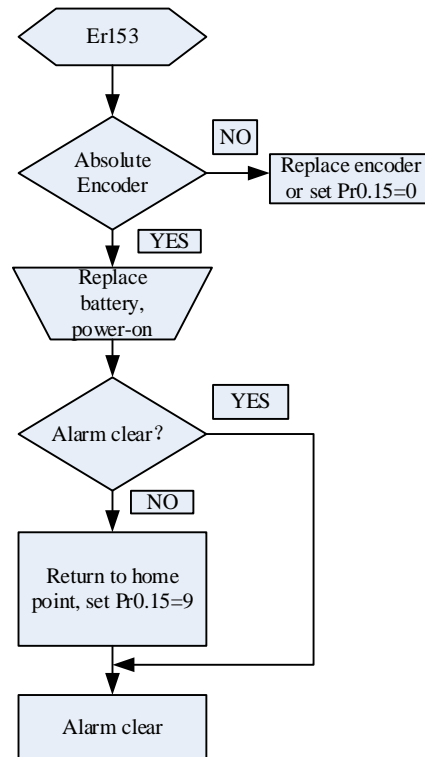 Er153
NO
Absolute
Encoder
Replace encoder
or set Pr0.15=0
YES
Replace
battery,
power-on
YES
Alarm clear？
NO
Return to home
point, set Pr0.15=9
Alarm clear